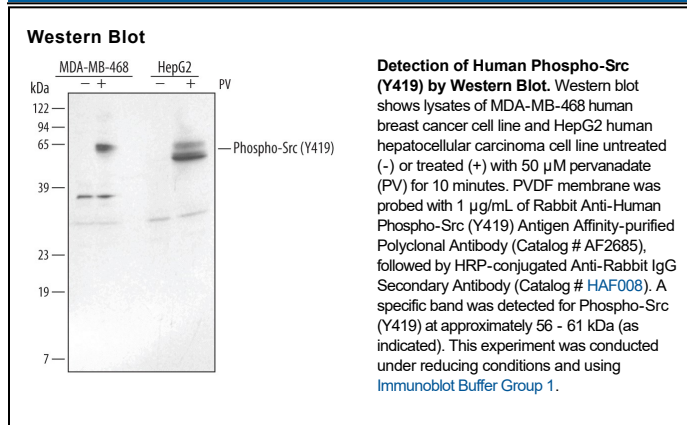 Western Blot
MDA-MB-468 HepG2
kDa − + − + PV
122
94
65
Phospho-Src (Y419)
39
23
19
7
Detection of Human Phospho-Src
(Y419) by Western Blot. Western blot
shows lysates of MDA-MB-468 human
breast cancer cell line and HepG2 human
hepatocellular carcinoma cell line untreated
(-) or treated (+) with 50 µM pervanadate
(PV) for 10 minutes. PVDF membrane was
probed with 1 µg/mL of Rabbit Anti-Human
Phospho-Src (Y419) Antigen Affinity-purified
Polyclonal Antibody (Catalog # AF2685),
followed by HRP-conjugated Anti-Rabbit IgG
Secondary Antibody (Catalog # HAF008). A
specific band was detected for Phospho-Src
(Y419) at approximately 56 - 61 kDa (as
indicated). This experiment was conducted
under reducing conditions and using
Immunoblot Buffer Group 1.